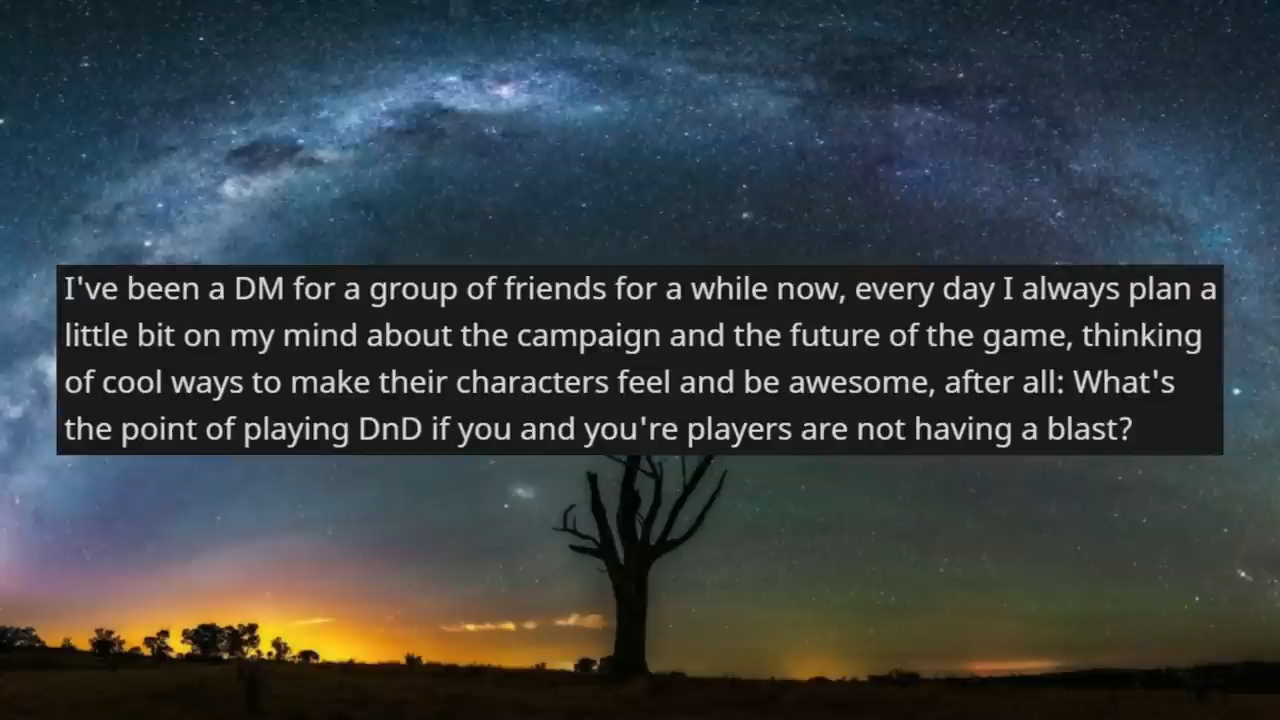 I've been a DM for a group of friends for a while now, every day I always plan a
little bit on my mind about the campaign and the future of the game, thinking
of cool ways to make their characters feel and be awesome, after all: What's
the point of playing DnD if you and you're players are not having a blast?